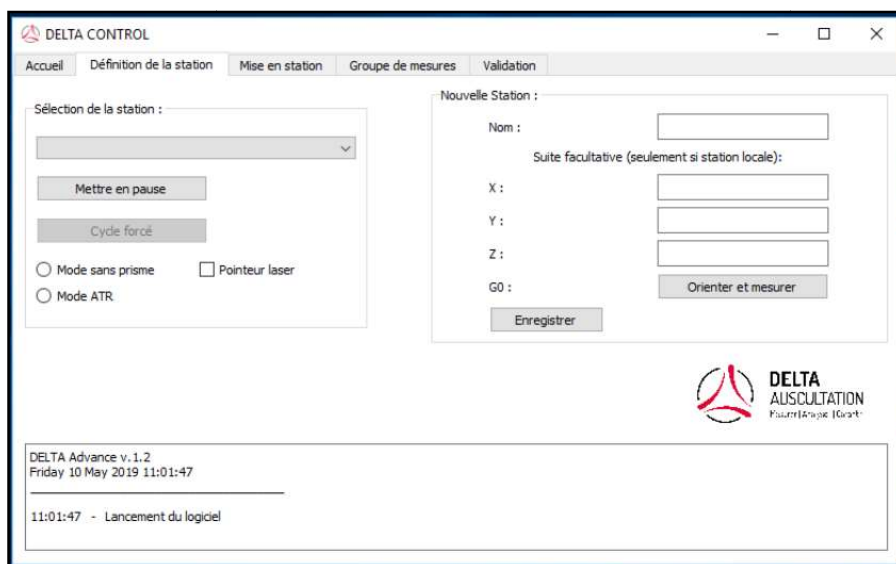 DELTA CONTROL
Accueil
Définition de la station
Mise en station
Groupe de mesures
Validation
Sélection de la station :
Mettre en pause
Cycle forcé
Mode sans prisme
Pointeur laser
Mode ATR
Nouvelle Station :
Nom :
Suite facultative (seulement si station locale):
X :
Y :
Z :
G0 :
Orienter et mesurer
Enregistrer
DELTA
AUSCULTATION
DELTA Advance v.1.2
Friday 10 May 2019 11:01:47
11:01:47 - Lancement du logiciel